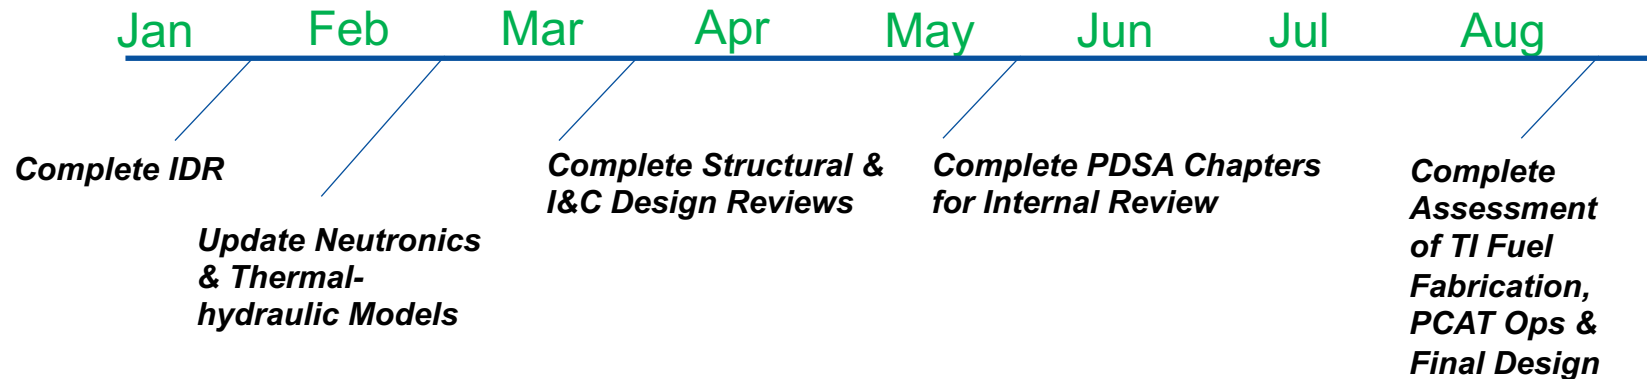 Jan Feb Mar Apr May Jun Jul Aug
Complete IDR
Update Neutronics
& Thermal-
hydraulic Models
Complete Structural &
I&C Design Reviews
Complete PDSA Chapters
for Internal Review
Complete
Assessment
of TI Fuel
Fabrication,
PCAT Ops &
Final Design